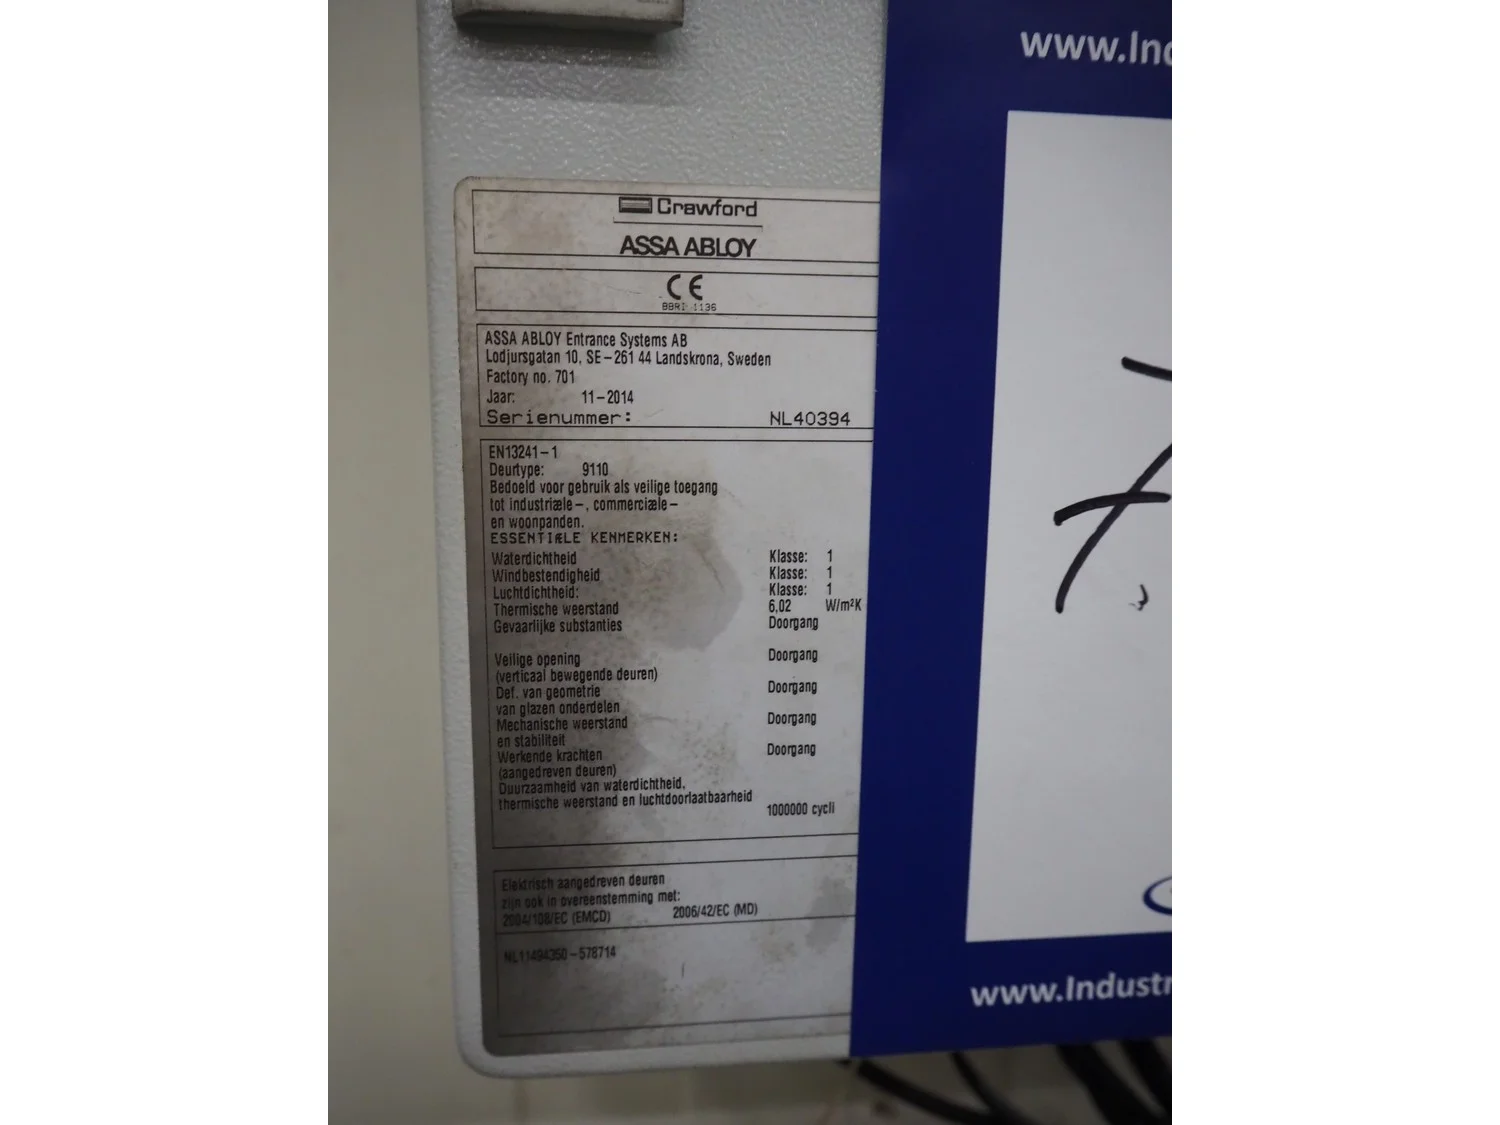 www.Ind
Crawford
ASSA ABLOY
CE
BBRI 1136
ASSA ABLOY Entrance Systems AB
Lodjursgatan 10, SE-261 44 Landskrona, Sweden
Factory no. 701
Jaar: 11-2014
Serienummer: NL40394
EN13241-1
Deurtype: 9110
Bedoeld voor gebruik als veilige toegang
tot industriæle-, commerciæle-
en woonpanden.
ESSENTIÆLE KENMERKEN:
Waterdichtheid Klasse: 1
Windbestendigheid Klasse: 1
Luchtdichtheid: Klasse: 1
Thermische weerstand 6,02 W/m²K
Gevaarlijke substanties Doorgang
Veilige opening Doorgang
(verticaal bewegende deuren)
Def. van geometrie Doorgang
van glazen onderdelen
Mechanische weerstand Doorgang
en stabiliteit
Werkende krachten Doorgang
(aangedreven deuren)
Duurzaamheid van waterdichtheid,
thermische weerstand en luchtdoorlaatbaarheid
1000000 cycli
Elektrisch aangedreven deuren
zijn ook in overeenstemming met:
2004/108/EC (EMCD) 2006/42/EC (MD)
NL11494350-578714
www.Industr